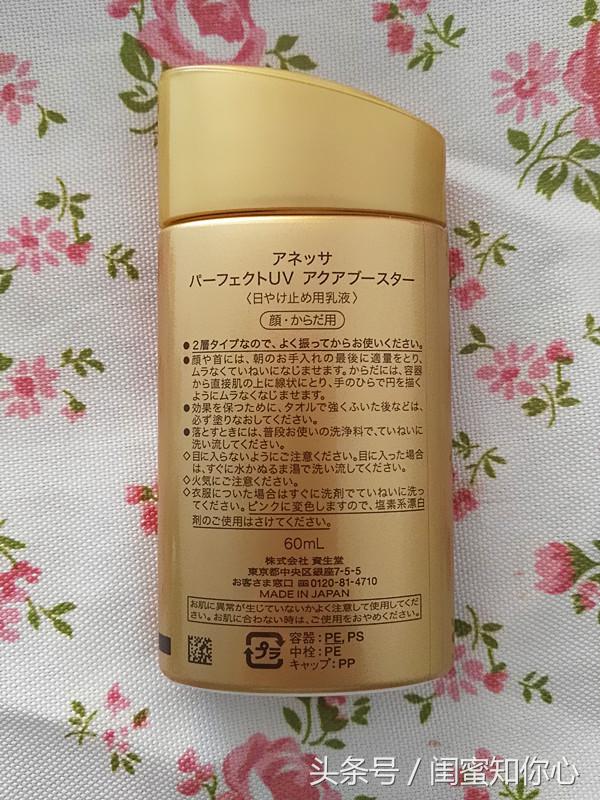 アネッサ
パーフェクトUV アクアブースター
〈日やけ止め用乳液〉
顔・からだ用
●2層タイプなので、よく振ってからお使いください。
●顔や首には、朝のお手入れの最後に適量をとり、
ムラなくていねいになじませます。からだには、容器
から直接肌の上に線状にとり、手のひらで円を描く
ようにムラなくなじませます。
●効果を保つために、タオルで強くふいた後などは、
必ず塗りなおしてください。
●落とすときには、普段お使いの洗浄料で、ていねいに
洗い流してください。
◇目に入らないようにご注意ください。目に入った場合
は、すぐに水かぬるま湯で洗い流してください。
◇火気にご注意ください。
◇衣服についた場合はすぐに洗剤でていねいに洗っ
てください。ピンクに変色しますので、塩素系漂白
剤のご使用はさけてください。
60mL
株式会社 資生堂
東京都中央区銀座7-5-5
お客さま窓口 0120-81-4710
MADE IN JAPAN
お肌に異常が生じていないかよく注意して使用してくだ
さい。お肌に合わない時は、ご使用をおやめください。
プラ
容器：PE, PS
中栓：PE
キャップ：PP
头条号 / 闺蜜知你心